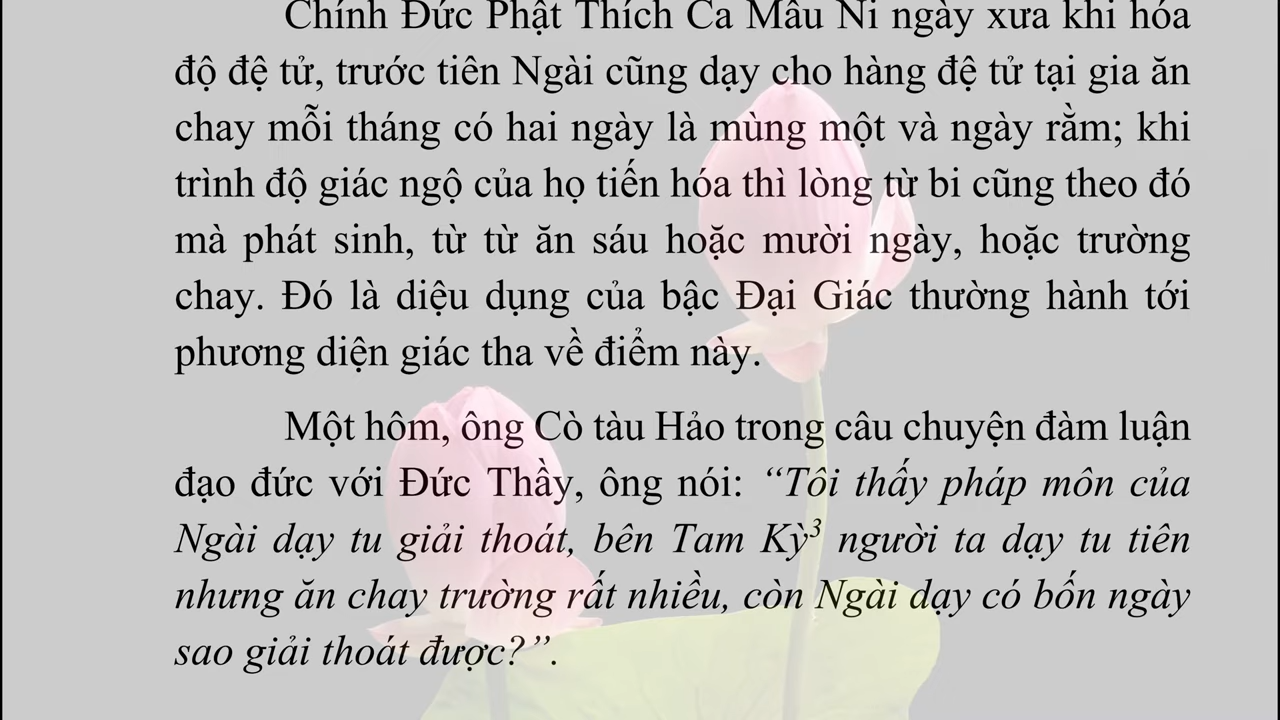 Chính Đức Phật Thích Ca Mâu Ni ngày xưa khi hóa
độ đệ tử, trước tiên Ngài cũng dạy cho hàng đệ tử tại gia ăn
chay mỗi tháng có hai ngày là mùng một và ngày rằm; khi
trình độ giác ngộ của họ tiến hóa thì lòng từ bi cũng theo đó
mà phát sinh, từ từ ăn sáu hoặc mười ngày, hoặc trường
chay. Đó là diệu dụng của bậc Đại Giác thường hành tới
phương diện giác tha về điểm này.
Một hôm, ông Cò tàu Hảo trong câu chuyện đàm luận
đạo đức với Đức Thầy, ông nói: “Tôi thấy pháp môn của
Ngài dạy tu giải thoát, bên Tam Kỳ³ người ta dạy tu tiên
nhưng ăn chay trường rất nhiều, còn Ngài dạy có bốn ngày
sao giải thoát được?”.